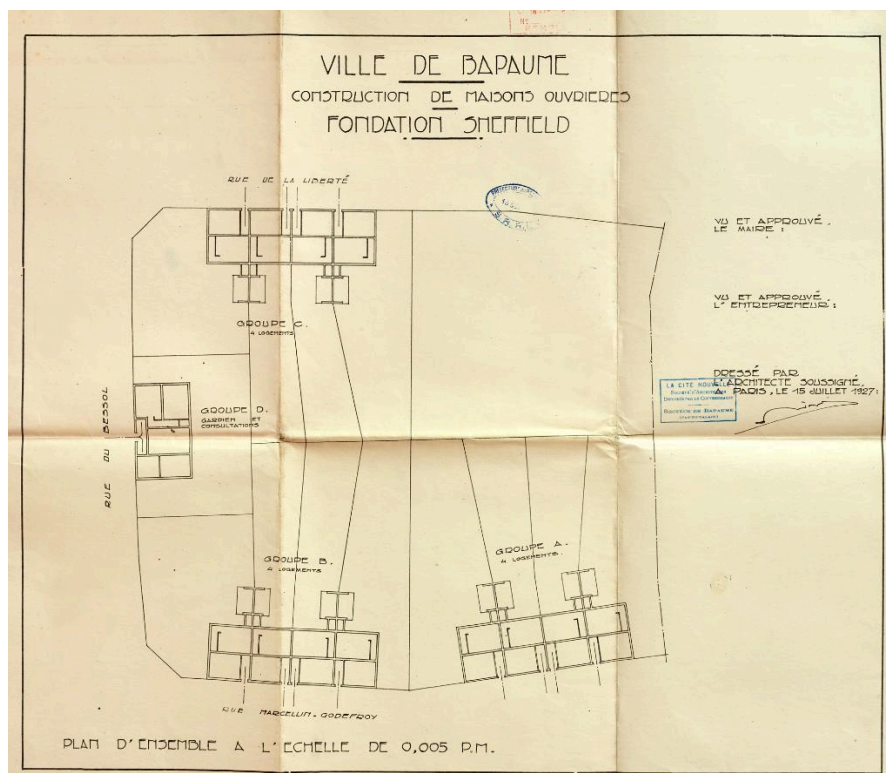 VILLE DE BAPAUME
CONSTRUCTION DE MAISONS OUVRIERES
FONDATION SHEFFIELD
RUE DE LA LIBERTÉ
VU ET APPROUVÉ.
LE MAIRE :
VU ET APPROUVÉ.
L'ENTREPRENEUR :
GROUPE C.
4 LOGEMENTS
DRESSÉ PAR
L'ARCHITECTE SOUSSIGNÉ,
A PARIS, LE 15 JUILLET 1927:
LA CITÉ NOUVELLE
BAPAUME
GROUPE D.
GARDIEN ET
CONSULTATIONS
RUE DU BESSOL
GROUPE B.
4 LOGEMENTS
GROUPE A.
4 LOGEMENTS.
RUE MARCELLIN-GODEFROY
PLAN D'ENSEMBLE A L'ECHELLE DE 0,005 P.M.